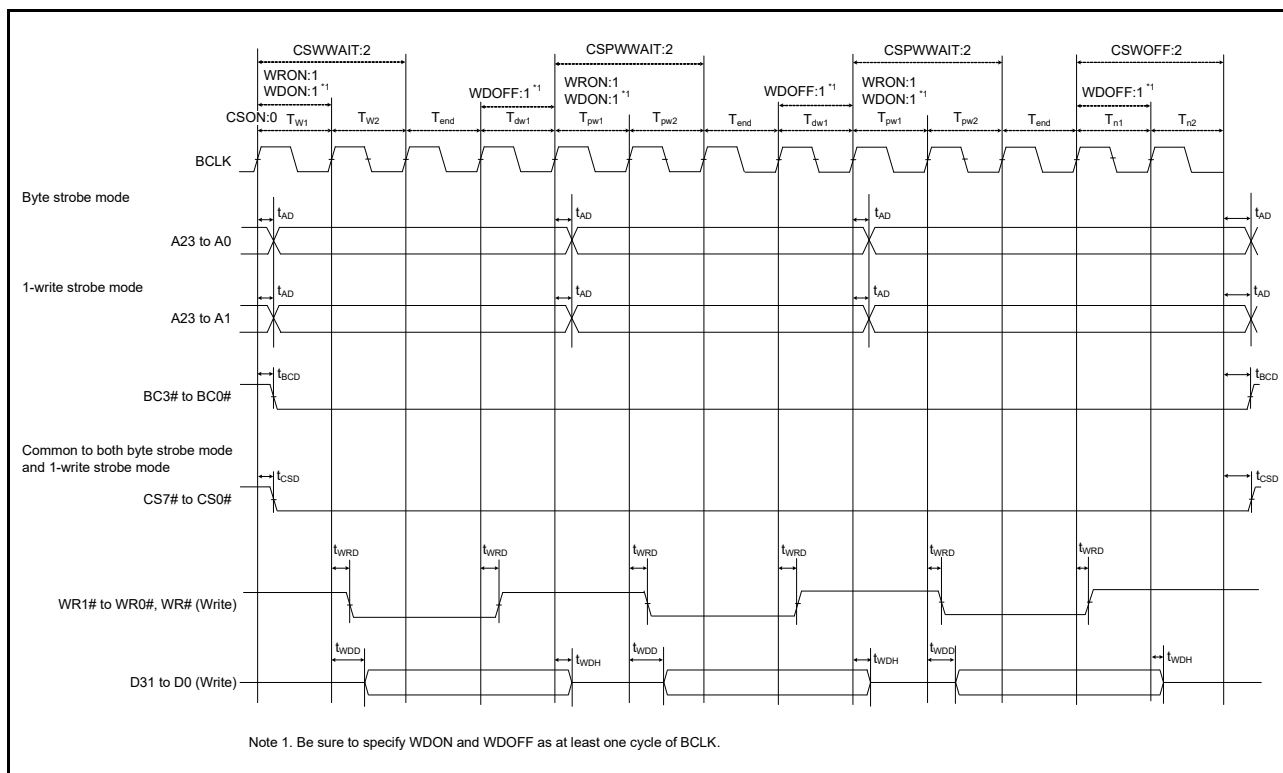 CSWWAIT:2 CSPWWAIT:2 CSPWWAIT:2 CSWOFF:2
WRON:1 WRON:1 WRON:1
WDON:1 *1 WDOFF:1 *1 WDON:1 *1 WDOFF:1 *1 WDON:1 *1 WDOFF:1 *1
CSON:0 TW1 TW2 Tend Tdw1 Tpw1 Tpw2 Tend Tdw1 Tpw1 Tpw2 Tend Tn1 Tn2
BCLK
Byte strobe mode
tAD tAD tAD tAD
A23 to A0
1-write strobe mode
tAD tAD tAD tAD
A23 to A1
tBCD tBCD
BC3# to BC0#
Common to both byte strobe mode
and 1-write strobe mode
tCSD tCSD
CS7# to CS0#
tWRD tWRD tWRD tWRD tWRD tWRD
WR1# to WR0#, WR# (Write)
tWDD tWDH tWDD tWDH tWDD tWDH
D31 to D0 (Write)
Note 1. Be sure to specify WDON and WDOFF as at least one cycle of BCLK.